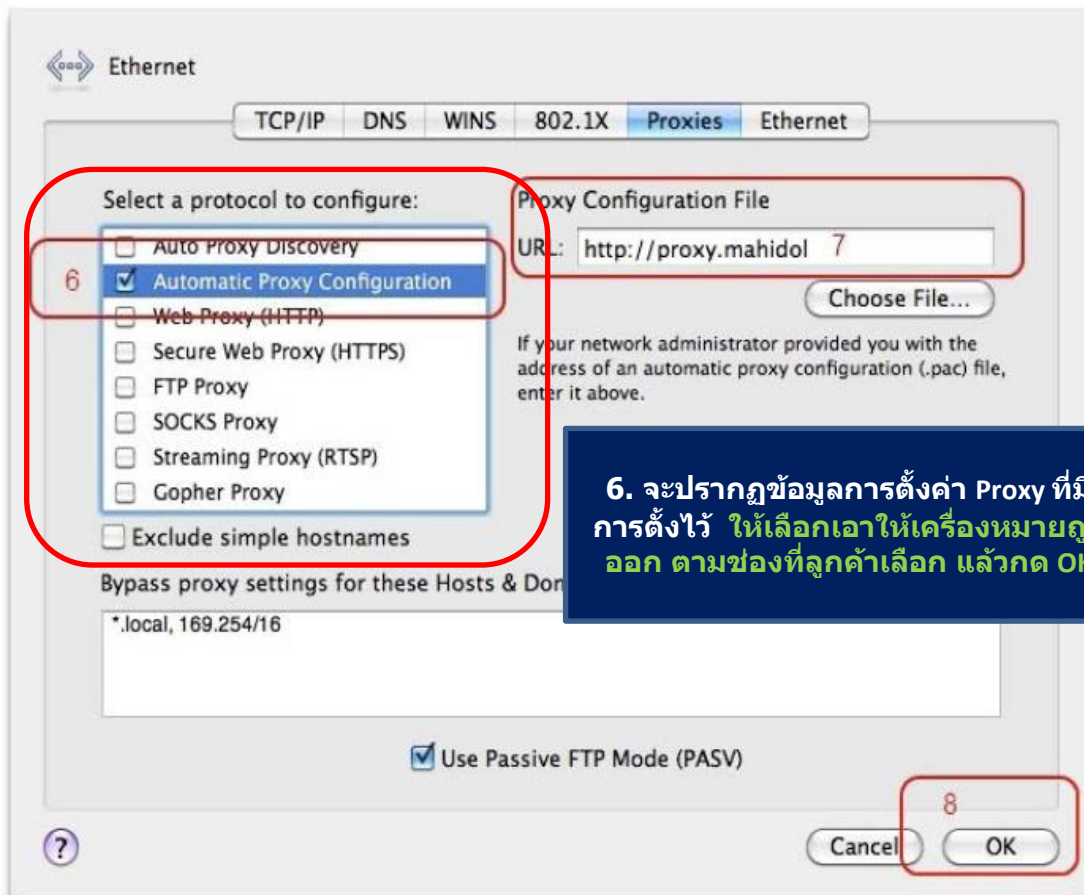 Ethernet
TCP/IP DNS WINS 802.1X Proxies Ethernet
Select a protocol to configure:
Auto Proxy Discovery
6 Automatic Proxy Configuration
Web Proxy (HTTP)
Secure Web Proxy (HTTPS)
FTP Proxy
SOCKS Proxy
Streaming Proxy (RTSP)
Gopher Proxy
Exclude simple hostnames
Proxy Configuration File
URL: http://proxy.mahidol 7
Choose File...
If your network administrator provided you with the
address of an automatic proxy configuration (.pac) file,
enter it above.
6. จะปรากฏข้อมูลการตั้งค่า Proxy ที่มี
การตั้งไว้ ให้เลือกเอาให้เครื่องหมายถู
ออก ตามช่องที่ลูกค้าเลือก แล้วกด OK
Bypass proxy settings for these Hosts &
*.local, 169.254/16
Use Passive FTP Mode (PASV)
8
? Cancel OK